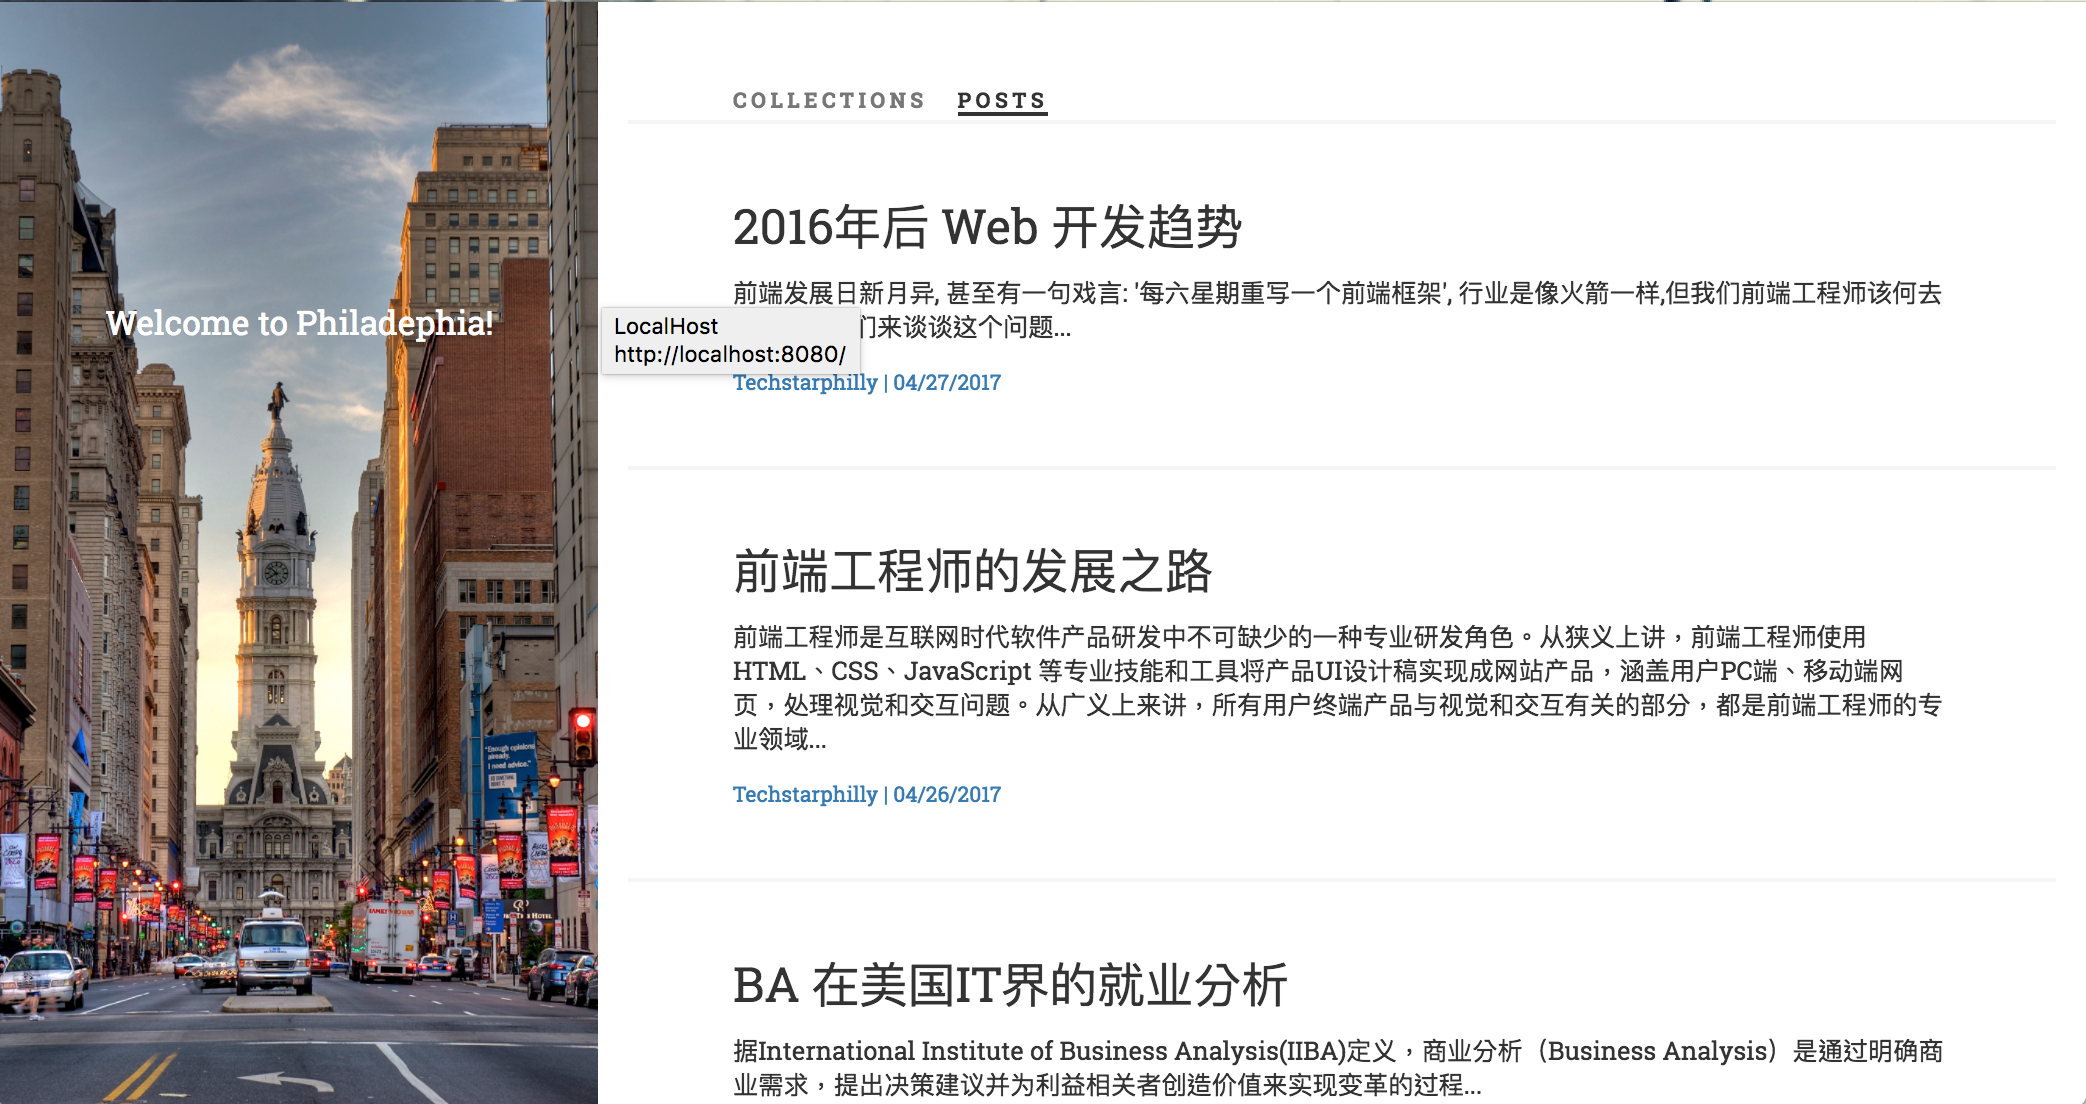 Welcome to Philadephia!
COLLECTIONS POSTS
2016年后 Web 开发趋势
前端发展日新月异, 甚至有一句戏言: '每六星期重写一个前端框架', 行业是像火箭一样,但我们前端工程师该何去
们来谈谈这个问题...
LocalHost
http://localhost:8080/
Techstarphilly | 04/27/2017
前端工程师的发展之路
前端工程师是互联网时代软件产品研发中不可缺少的一种专业研发角色。从狭义上讲，前端工程师使用
HTML、CSS、JavaScript 等专业技能和工具将产品UI设计稿实现成网站产品，涵盖用户PC端、移动端网
页，处理视觉和交互问题。从广义上来讲，所有用户终端产品与视觉和交互有关的部分，都是前端工程师的专
业领域...
Techstarphilly | 04/26/2017
BA 在美国IT界的就业分析
据International Institute of Business Analysis(IIBA)定义，商业分析（Business Analysis）是通过明确商
业需求，提出决策建议并为利益相关者创造价值来实现变革的过程...
"Enough opinions
already.
I need advice."